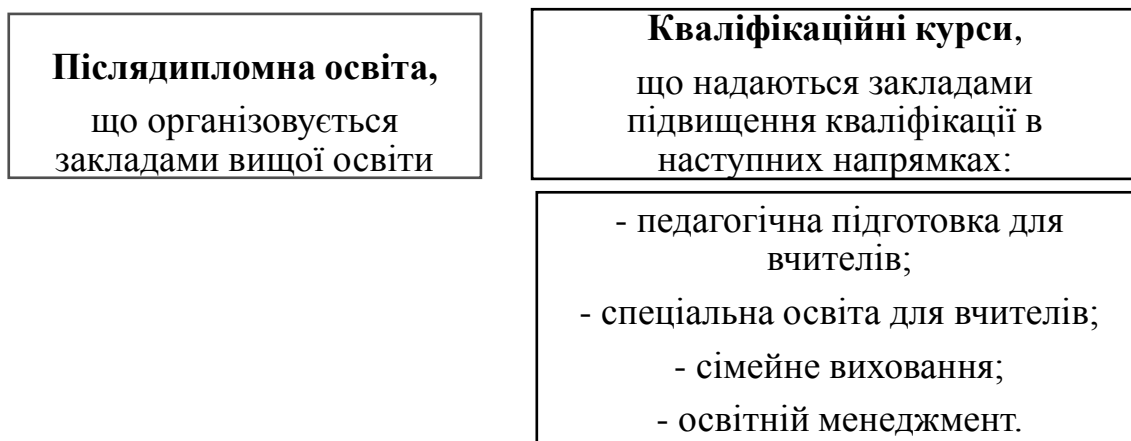 Післядипломна освіта,
що організовується
закладами вищої освіти
Кваліфікаційні курси,
що надаються закладами
підвищення кваліфікації в
наступних напрямках:
- педагогічна підготовка для
вчителів;
- спеціальна освіта для вчителів;
- сімейне виховання;
- освітній менеджмент.